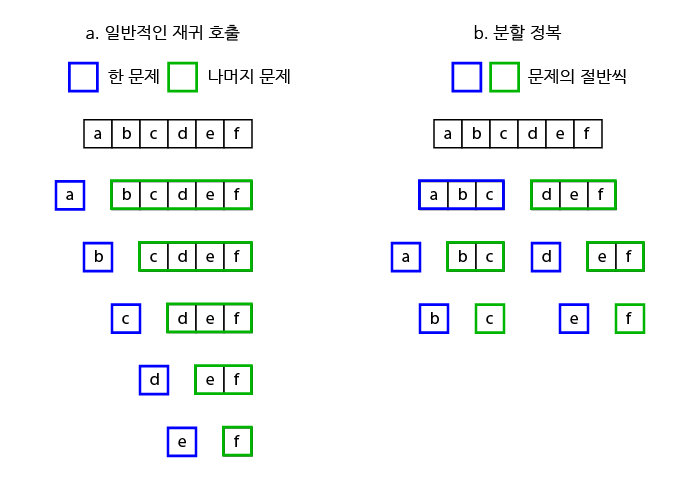 a. 일반적인 재귀 호출
한 문제 나머지 문제
a b c d e f
a b c d e f
b c d e f
c d e f
d e f
e f
b. 분할 정복
문제의 절반씩
a b c d e f
a b c d e f
a b c d e f
b c e f